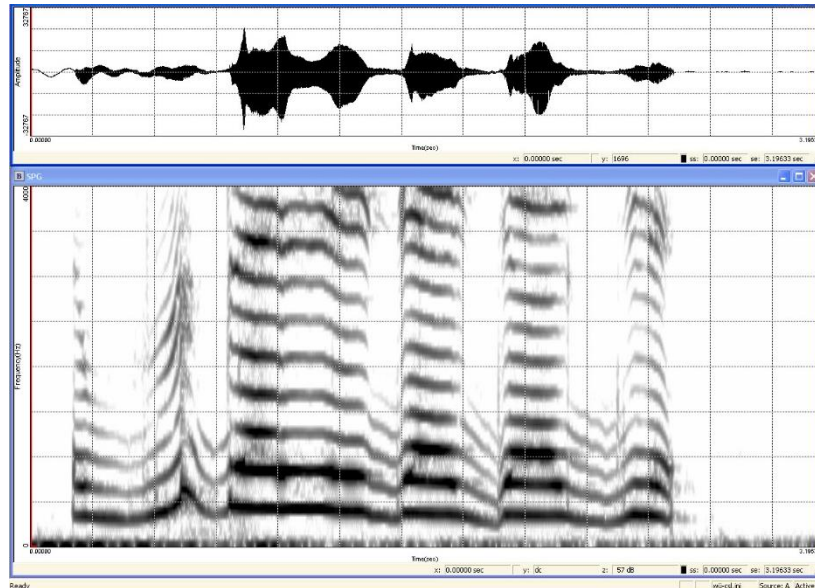 32767
Amplitude
-32767
0.00000
3.1963
Time(sec)
x: 0.00000 sec y: 1696 ss: 0.00000 sec se: 3.19633 sec
B SPG
4000
Frequency(Hz)
0
0.00000
3.1963
Time(sec)
x: 0.00000 sec y: dc z: 57 dB ss: 0.00000 sec se: 3.19633 sec
Ready
Source: A Active